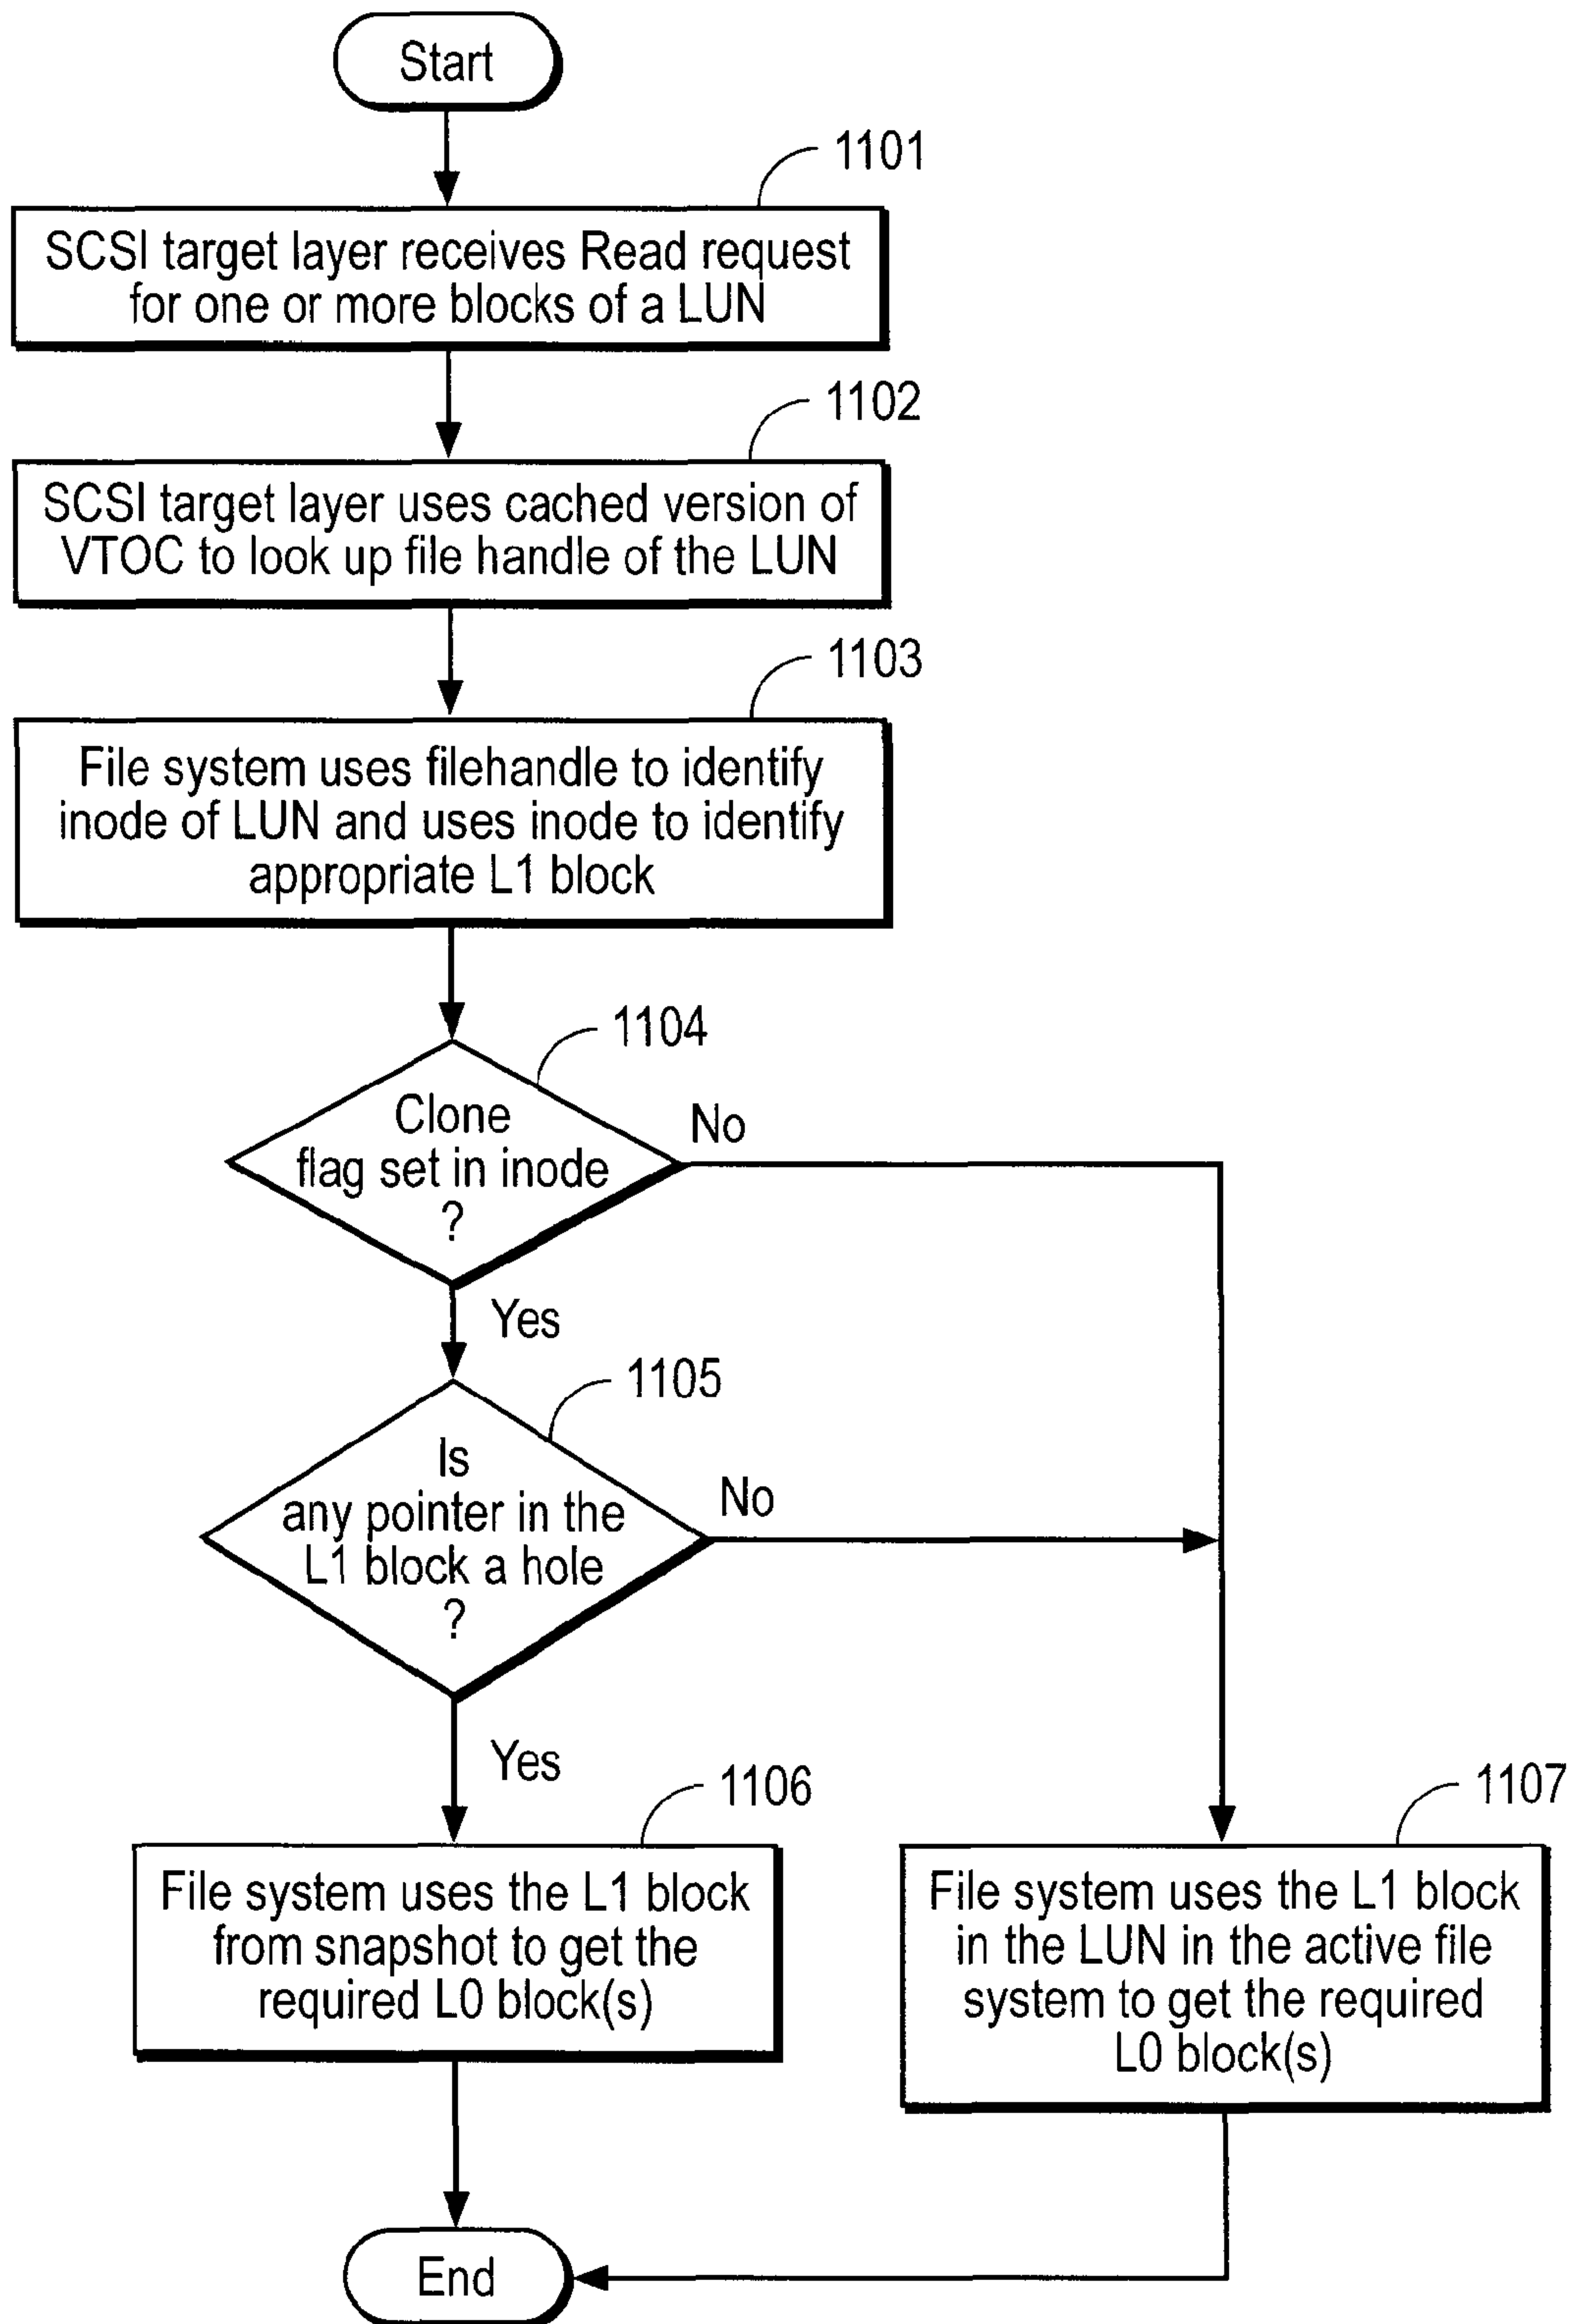 Start
1101
SCSI target layer receives Read request
for one or more blocks of a LUN
1102
SCSI target layer uses cached version of
VTOC to look up file handle of the LUN
1103
File system uses filehandle to identify
inode of LUN and uses inode to identify
appropriate L1 block
1104
Clone
flag set in inode
?
No
Yes
1105
Is
any pointer in the
L1 block a hole
?
No
Yes
1106
File system uses the L1 block
from snapshot to get the
required L0 block(s)
1107
File system uses the L1 block
in the LUN in the active file
system to get the required
L0 block(s)
End